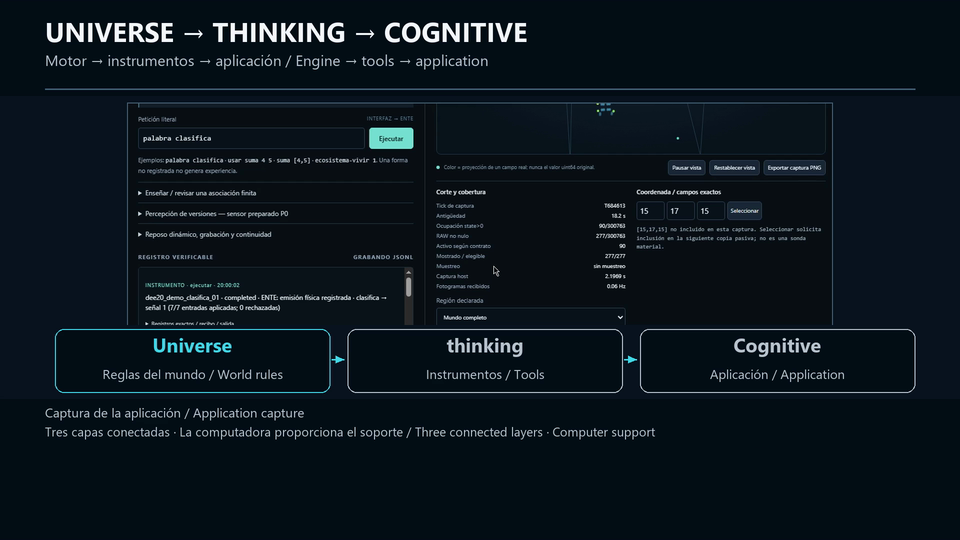 UNIVERSE → THINKING → COGNITIVE
Motor → instrumentos → aplicación / Engine → tools → application
Petición literal
INTERFAZ → ENTE
palabra clasifica
Ejecutar
Ejemplos: palabra clasifica · usar suma 4 5 · suma [4,5] · ecosistema-vivir 1. Una forma
no registrada no genera experiencia.
▸ Enseñar / revisar una asociación finita
▸ Percepción de versiones — sensor preparado P0
▸ Reposo dinámico, grabación y continuidad
REGISTRO VERIFICABLE
GRABANDO JSONL
INSTRUMENTO · ejecutar · 20:00:02
dee20_demo_clasifica_01 · completed · ENTE: emisión física registrada · clasifica →
señal 1 (7/7 entradas aplicadas; 0 rechazadas)
▸ Registros exactos / recibo / salida
Color = proyección de un campo real; nunca el valor uint64 original.
Pausar vista
Restablecer vista
Exportar captura PNG
Corte y cobertura
Tick de captura T684613
Antigüedad 18.2 s
Ocupación state>0 90/300763
RAW no nulo 277/300763
Activo según contrato 90
Mostrado / elegible 277/277
Muestreo sin muestreo
Captura host 2.1969 s
Fotogramas recibidos 0.06 Hz
Región declarada
Mundo completo
Coordenada / campos exactos
15 17 15 Seleccionar
[15,17,15] no incluido en esta captura. Seleccionar solicita
inclusión en la siguiente copia pasiva; no es una sonda
material.
Universe
Reglas del mundo / World rules
thinking
Instrumentos / Tools
Cognitive
Aplicación / Application
Captura de la aplicación / Application capture
Tres capas conectadas · La computadora proporciona el soporte / Three connected layers · Computer support